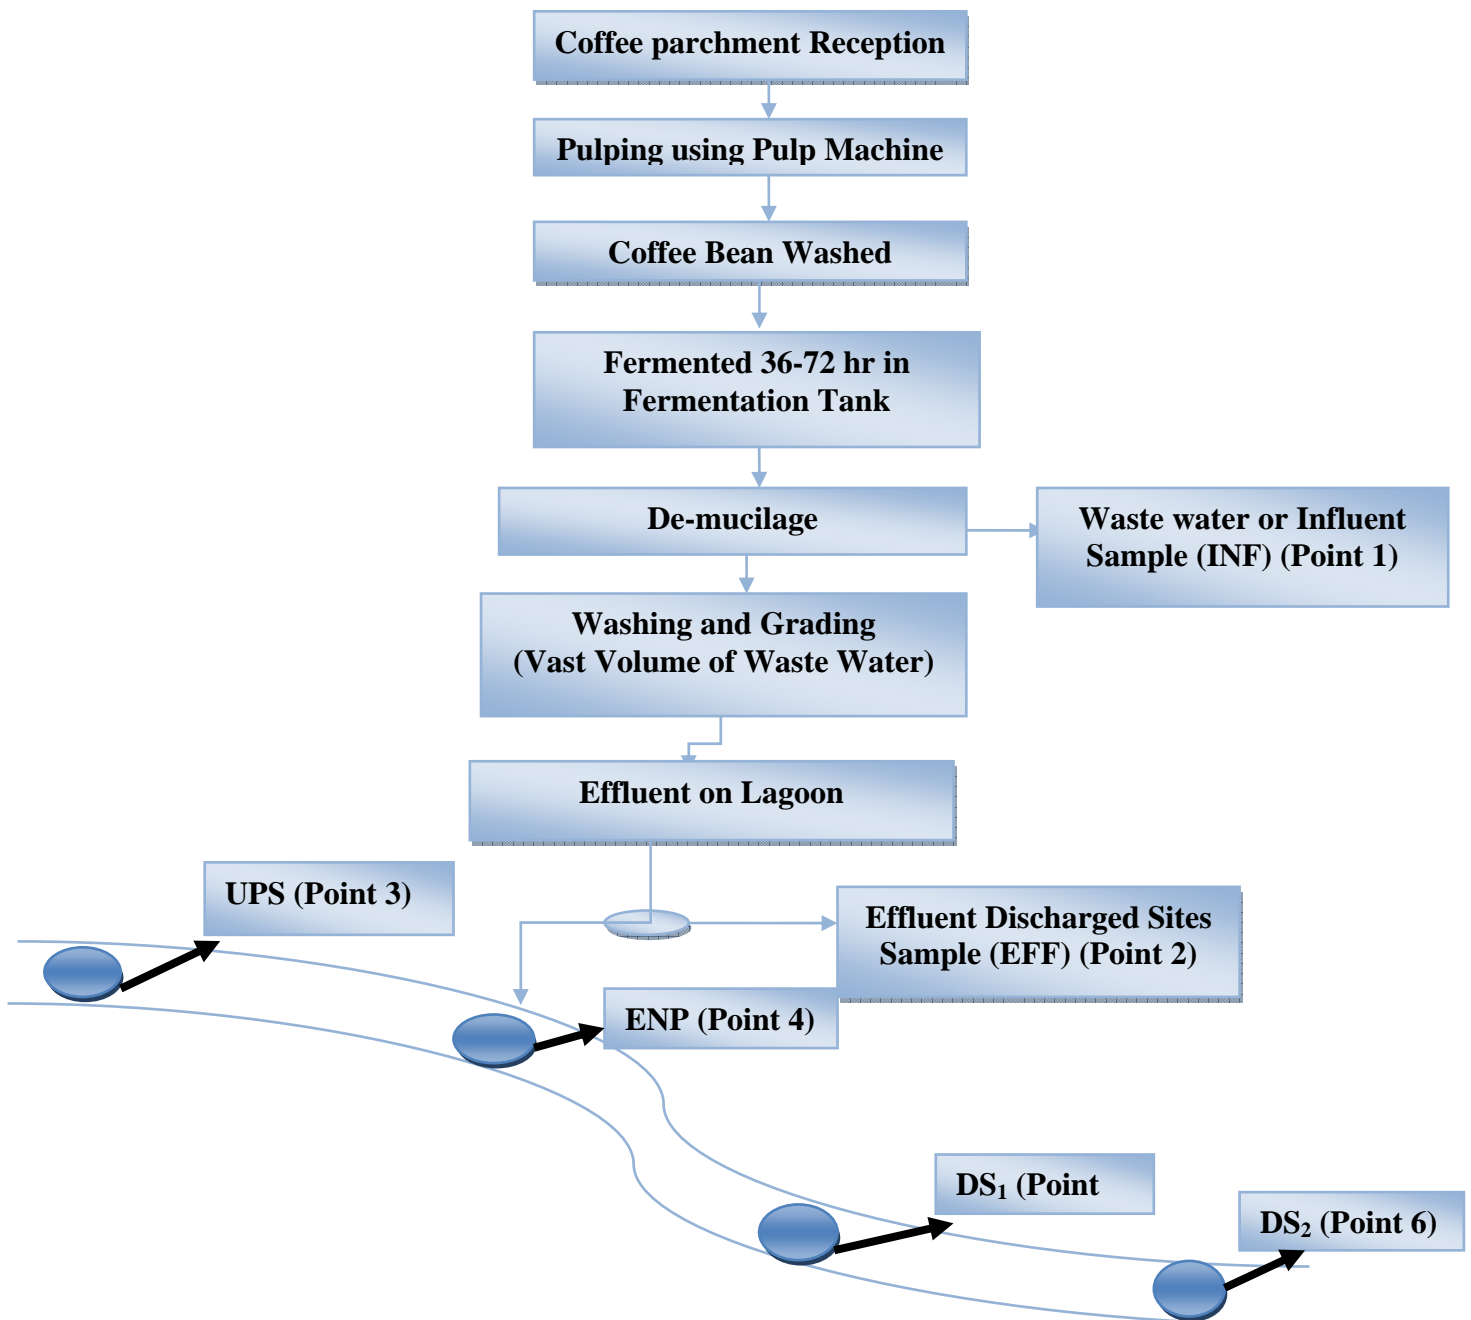 Coffee parchment Reception
Pulping using Pulp Machine
Coffee Bean Washed
Fermented 36-72 hr in
Fermentation Tank
De-mucilage
Waste water or Influent
Sample (INF) (Point 1)
Washing and Grading
(Vast Volume of Waste Water)
Effluent on Lagoon
UPS (Point 3)
Effluent Discharged Sites
Sample (EFF) (Point 2)
ENP (Point 4)
DS₁ (Point
DS₂ (Point 6)